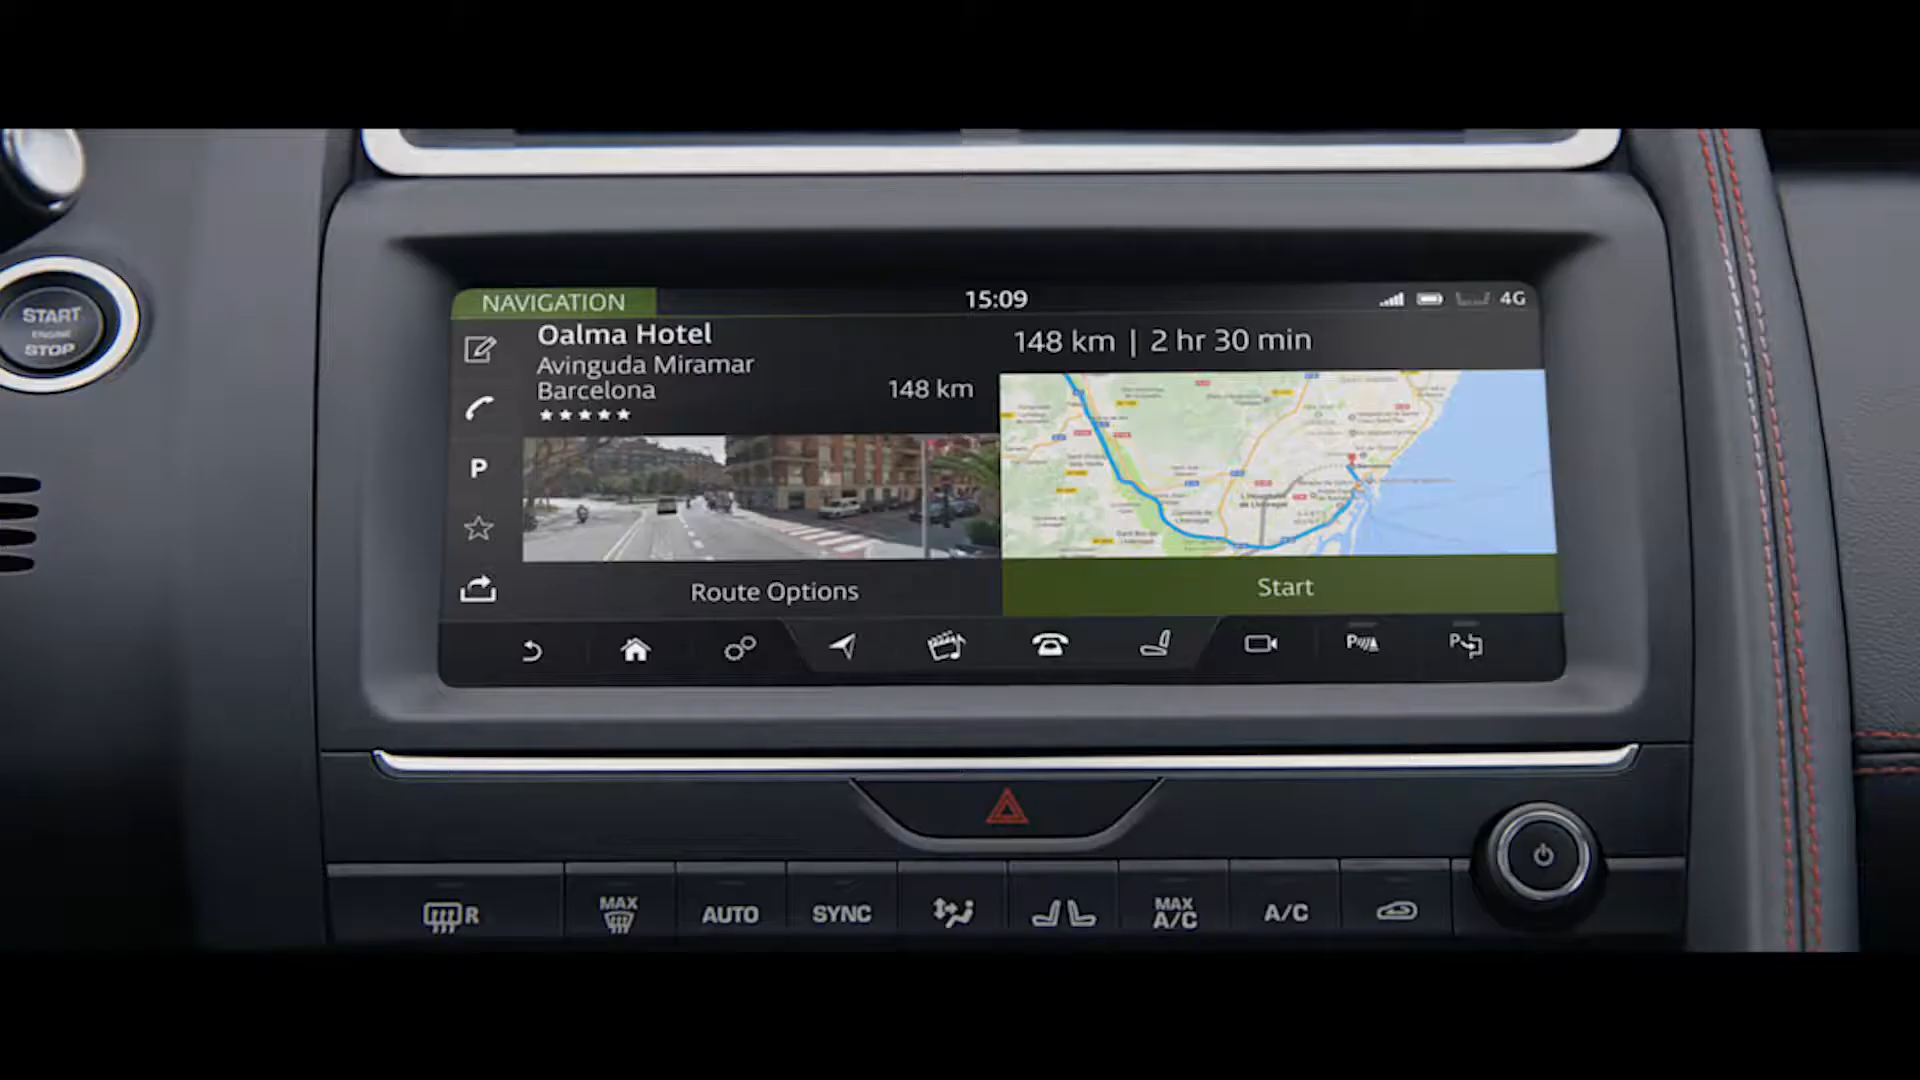 START
ENGINE
STOP
NAVIGATION
15:09
4G
Oalma Hotel
Avinguda Miramar
Barcelona
148 km
148 km | 2 hr 30 min
P
Route Options
Start
P
P
R
MAX
AUTO
SYNC
MAX
A/C
A/C